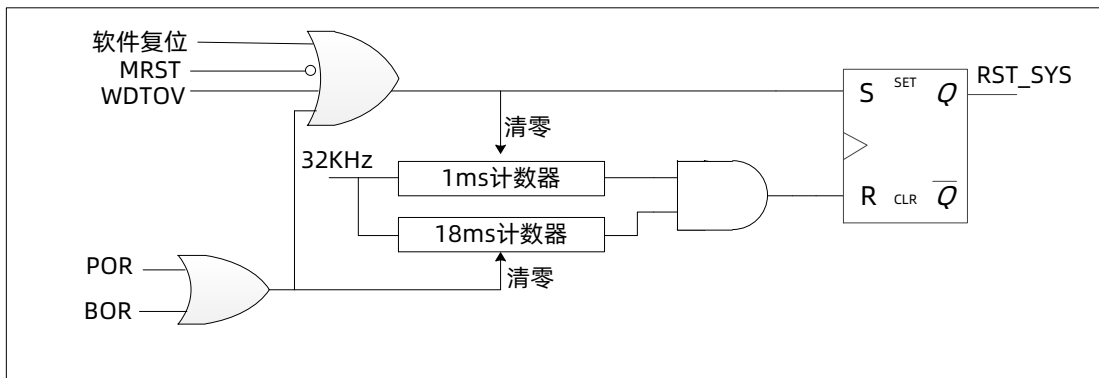 软件复位
MRST
WDTOV
RST_SYS
S SET Q
清零
32KHz
1ms计数器
R CLR Q
18ms计数器
POR
清零
BOR